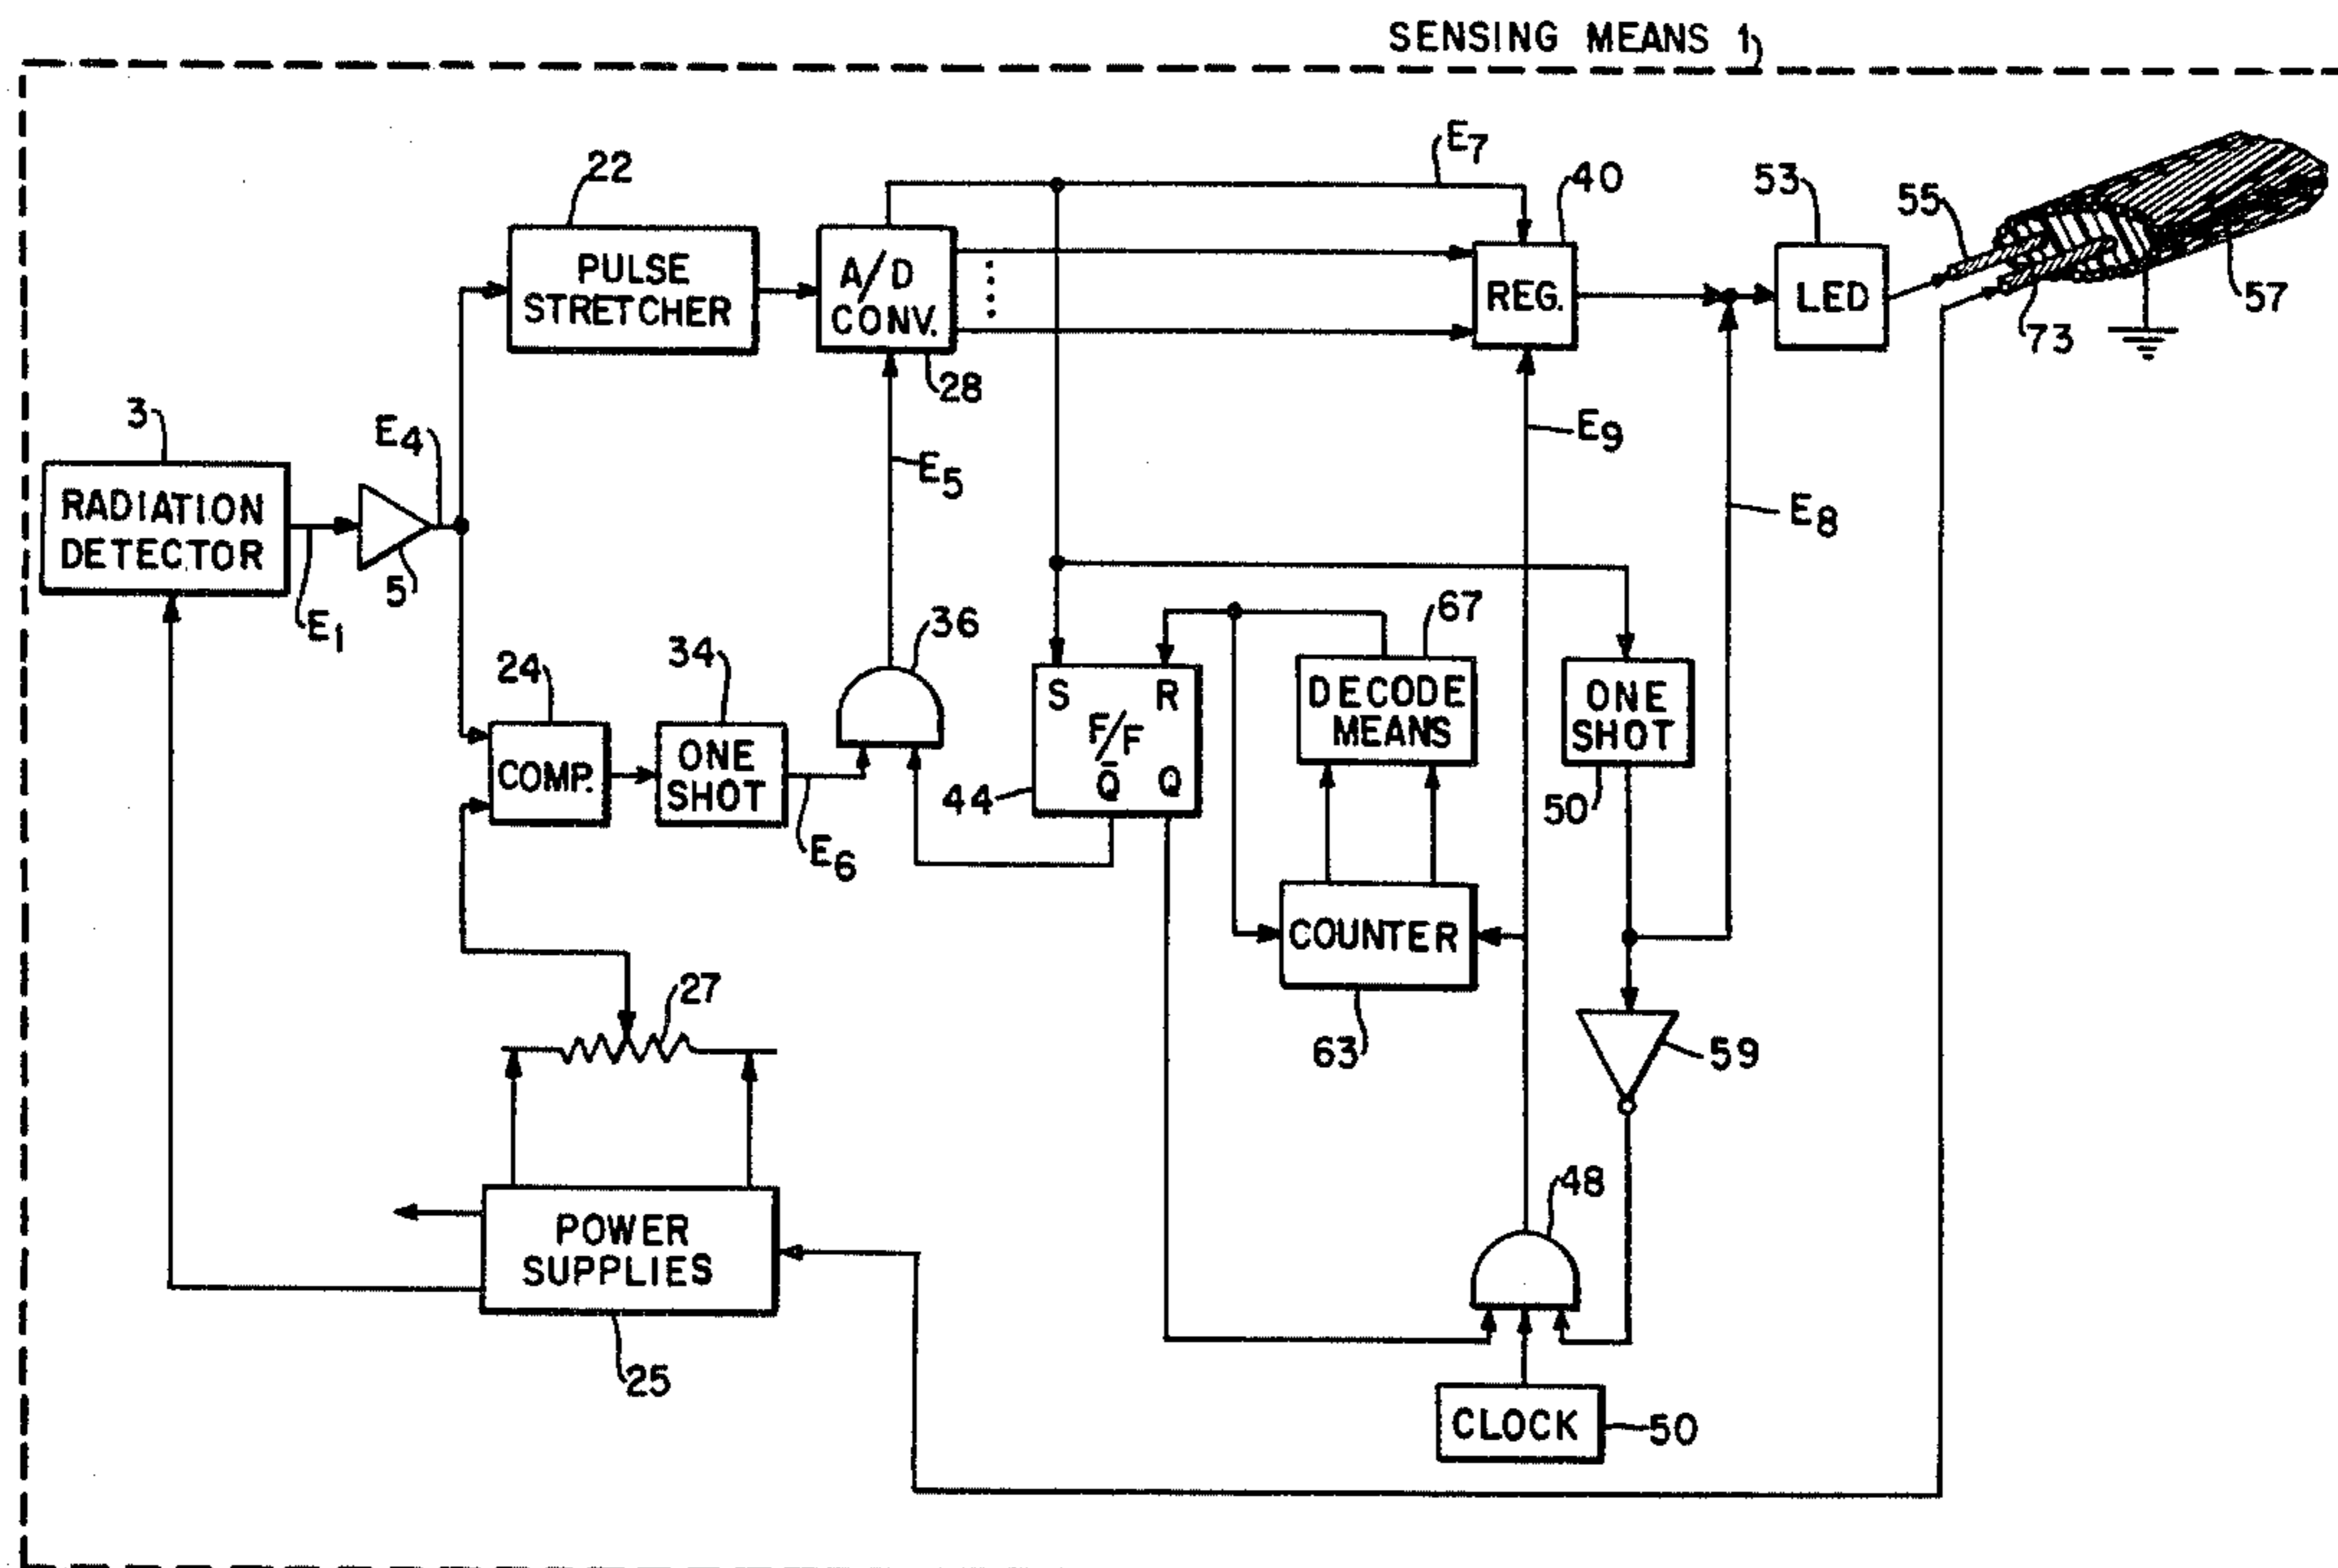 SENSING MEANS 1
E7
22
40
53
55
PULSE
STRETCHER
A/D
CONV.
REG.
LED
57
73
28
3
E4
E9
E5
E8
RADIATION
DETECTOR
5
E1
36
67
24
34
S R
F/F
Q̄ Q
DECODE
MEANS
ONE
SHOT
COMP.
ONE
SHOT
44
50
E6
COUNTER
27
63
59
48
POWER
SUPPLIES
25
CLOCK
50